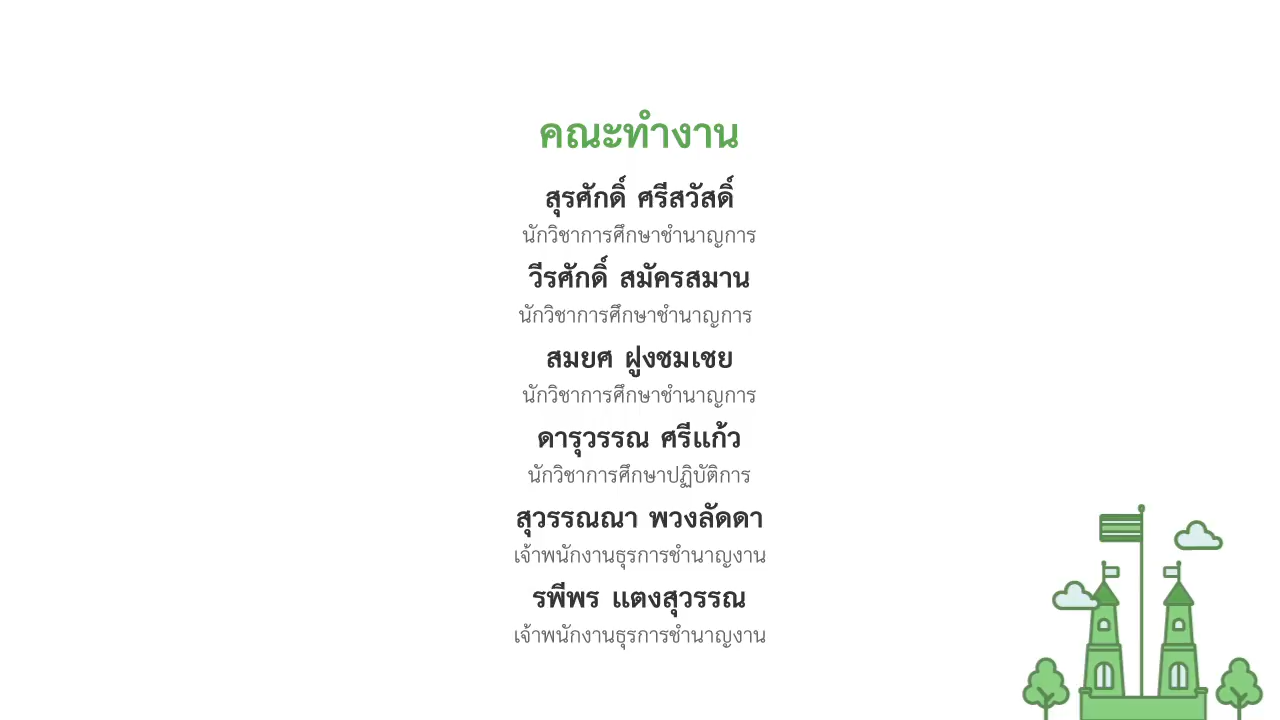 คณะทำงาน
สุรศักดิ์ ศรีสวัสดิ์
นักวิชาการศึกษาชำนาญการ
วีรศักดิ์ สมัครสมาน
นักวิชาการศึกษาชำนาญการ
สมยศ ฝูงชมเชย
นักวิชาการศึกษาชำนาญการ
ดารุวรรณ ศรีแก้ว
นักวิชาการศึกษาปฏิบัติการ
สุวรรณณา พวงลัดดา
เจ้าพนักงานธุรการชำนาญงาน
รพีพร แตงสุวรรณ
เจ้าพนักงานธุรการชำนาญงาน